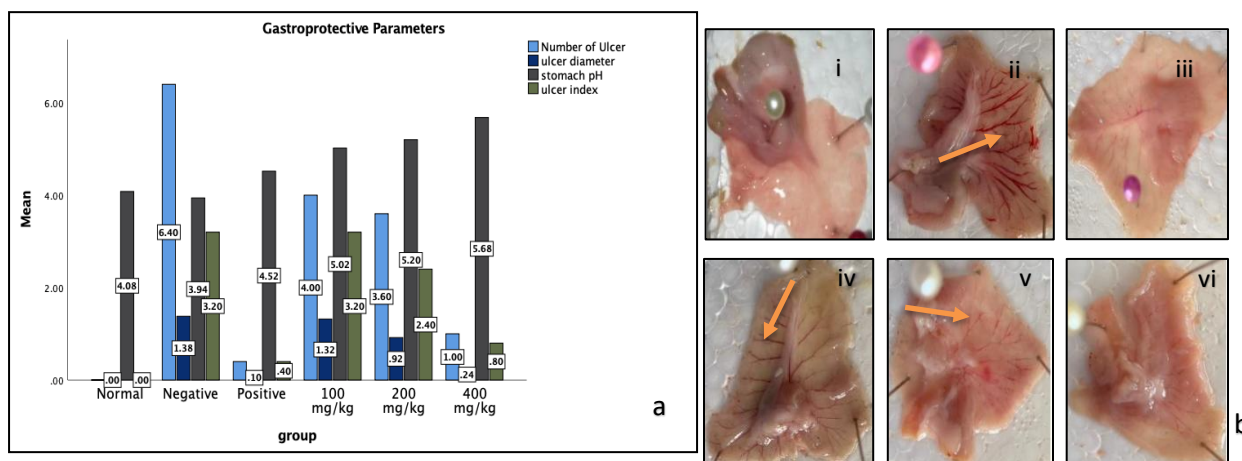 Gastroprotective Parameters
Number of Ulcer
ulcer diameter
stomach pH
ulcer index
Mean
6.00
4.00
2.00
.00
.00
4.08
.00
6.40
1.38
3.94
3.20
.10
4.52
.40
4.00
1.32
5.02
3.20
3.60
.92
5.20
2.40
1.00
.24
5.68
.80
Normal
Negative
Positive
100
mg/kg
200
mg/kg
400
mg/kg
group
a
i
ii
iii
iv
v
vi
b